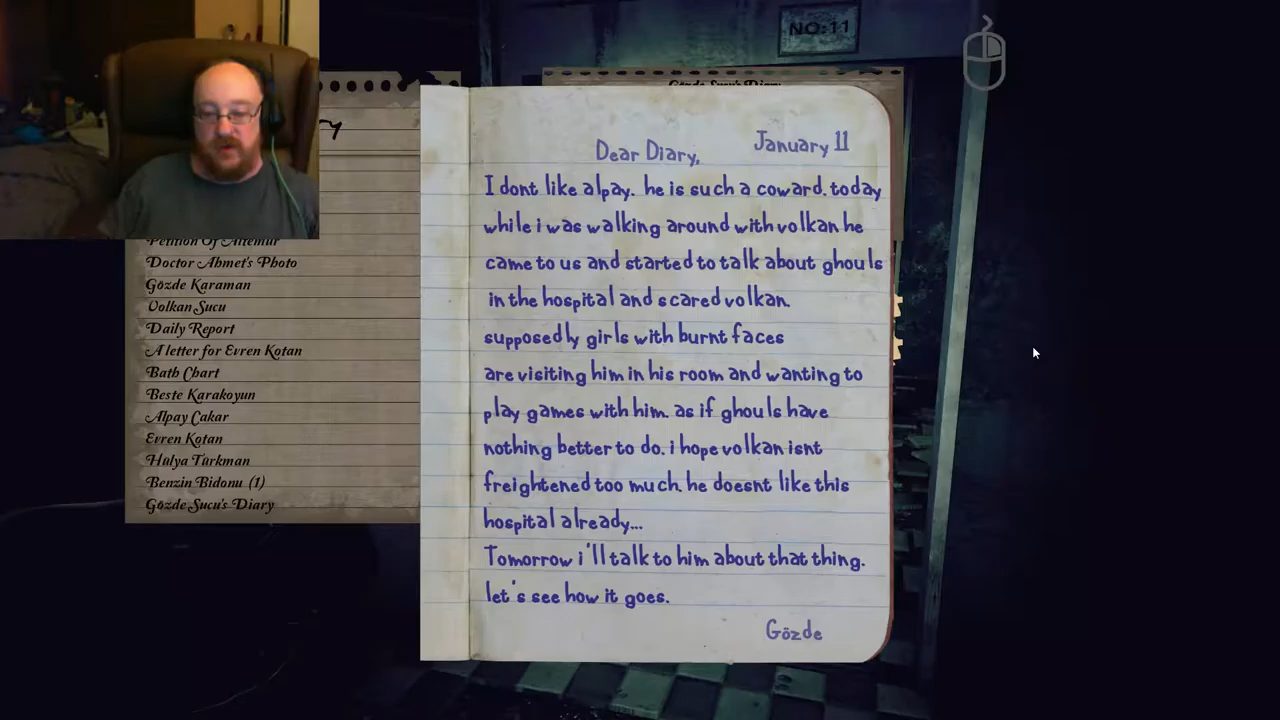 NO:11
Gözde Sucu's Diary
Petition Of Altemur
Doctor Ahmet's Photo
Gözde Karaman
Volkan Sucu
Daily Report
A letter for Evren Kotan
Bath Chart
Beste Karakoyun
Alpay Cakar
Evren Kotan
Hulya Turkman
Benzin Bidonu (1)
Gözde Sucu's Diary
January 11
Dear Diary,
I dont like alpay. he is such a coward. today
while i was walking around with volkan he
came to us and started to talk about ghouls
in the hospital and scared volkan.
supposedly girls with burnt faces
are visiting him in his room and wanting to
play games with him. as if ghouls have
nothing better to do. i hope volkan isnt
freightened too much. he doesnt like this
hospital already...
Tomorrow i'll talk to him about that thing.
let's see how it goes.
Gözde